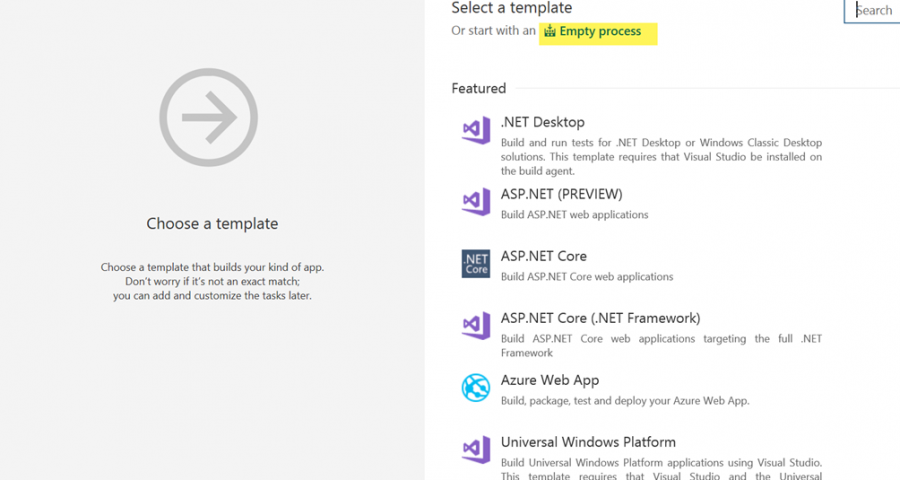 Select a template
Search
Or start with an Empty process
Featured
.NET Desktop
Build and run tests for .NET Desktop or Windows Classic Desktop
solutions. This template requires that Visual Studio be installed on
the build agent.
ASP.NET (PREVIEW)
Build ASP.NET web applications
.NET
Core
ASP.NET Core
Build ASP.NET Core web applications
ASP.NET Core (.NET Framework)
Build ASP.NET Core web applications targeting the full .NET
Framework
Azure Web App
Build, package, test and deploy your Azure Web App.
Universal Windows Platform
Build Universal Windows Platform applications using Visual Studio.
This template requires that Visual Studio and the Universal
Choose a template
Choose a template that builds your kind of app.
Don't worry if it's not an exact match;
you can add and customize the tasks later.